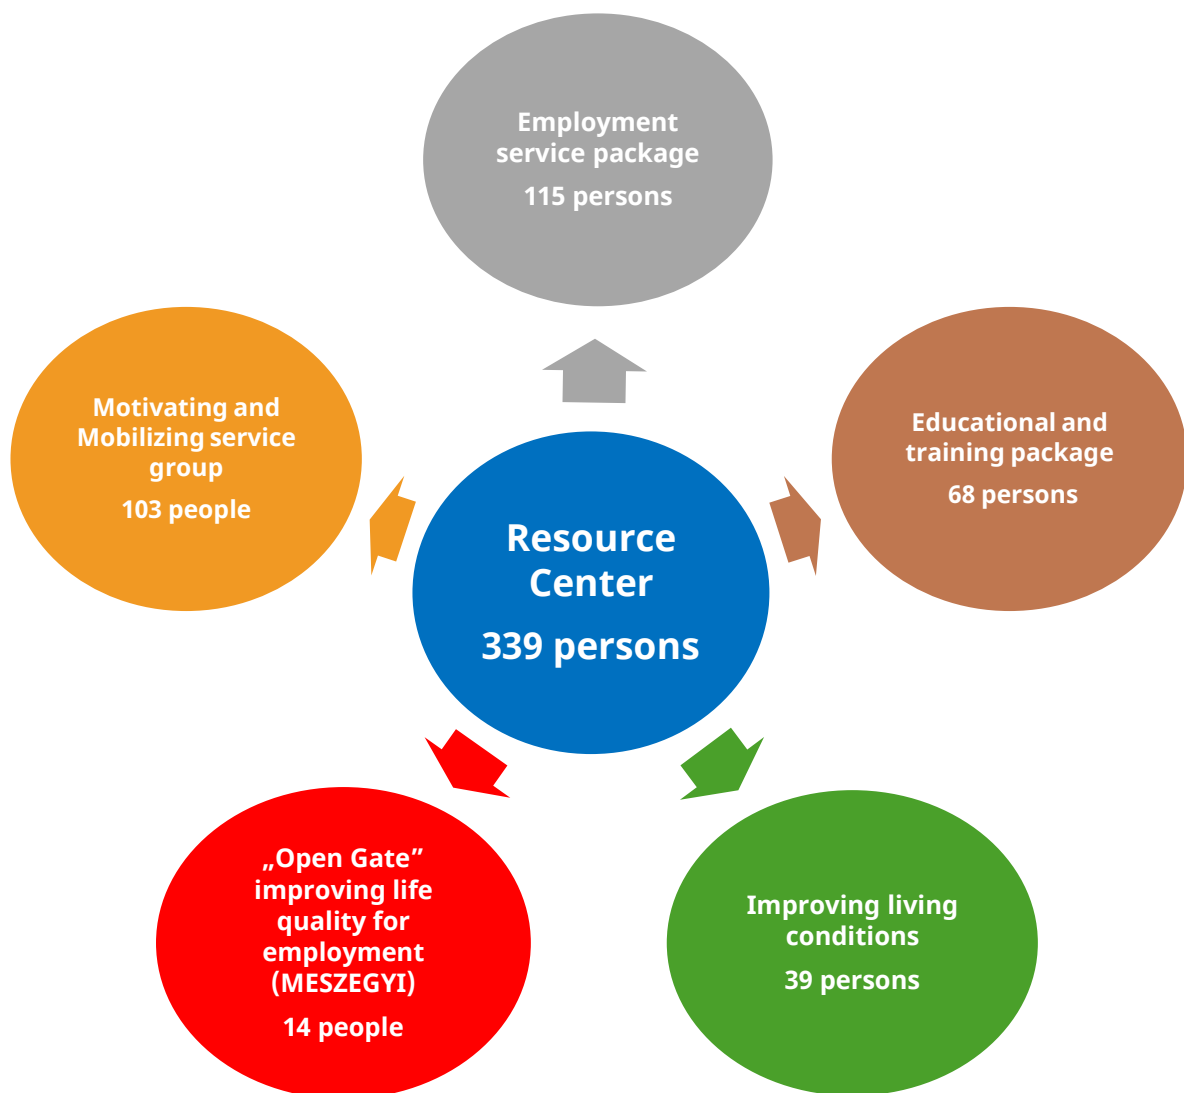 Employment
service package
115 persons
Motivating and
Mobilizing service
group
103 people
Educational and
training package
68 persons
Resource
Center
339 persons
„Open Gate”
improving life
quality for
employment
(MESZEGYI)
14 people
Improving living
conditions
39 persons